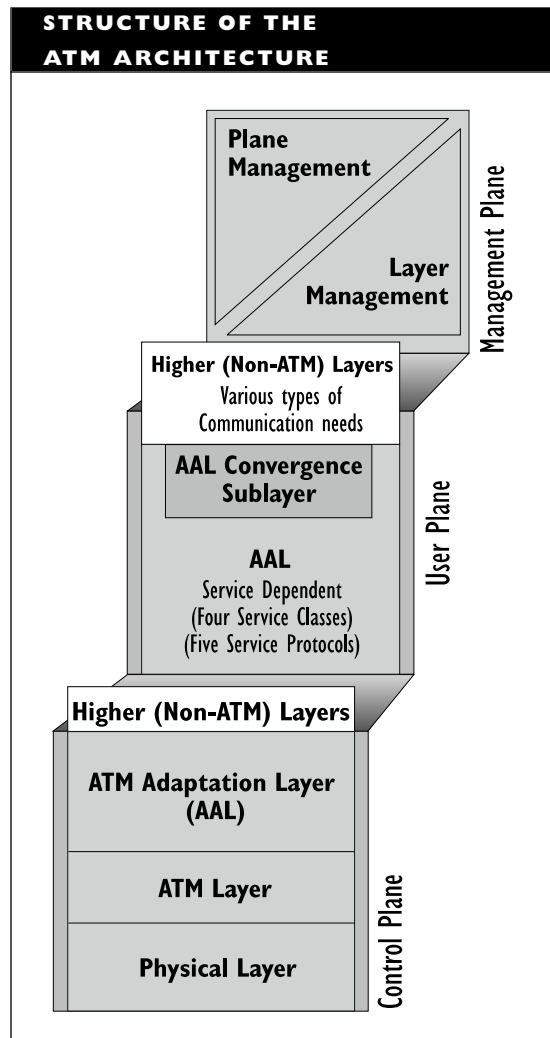 STRUCTURE OF THE
ATM ARCHITECTURE
Plane
Management
Layer
Management
Management Plane
Higher (Non-ATM) Layers
Various types of
Communication needs
AAL Convergence
Sublayer
AAL
Service Dependent
(Four Service Classes)
(Five Service Protocols)
User Plane
Higher (Non-ATM) Layers
ATM Adaptation Layer
(AAL)
ATM Layer
Physical Layer
Control Plane